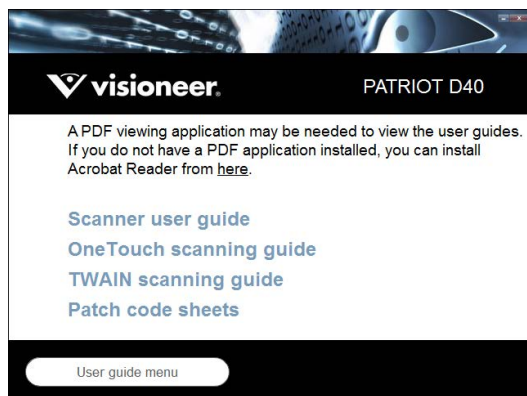 visioneer.
PATRIOT D40
A PDF viewing application may be needed to view the user guides.
If you do not have a PDF application installed, you can install
Acrobat Reader from here.
Scanner user guide
OneTouch scanning guide
TWAIN scanning guide
Patch code sheets
User guide menu